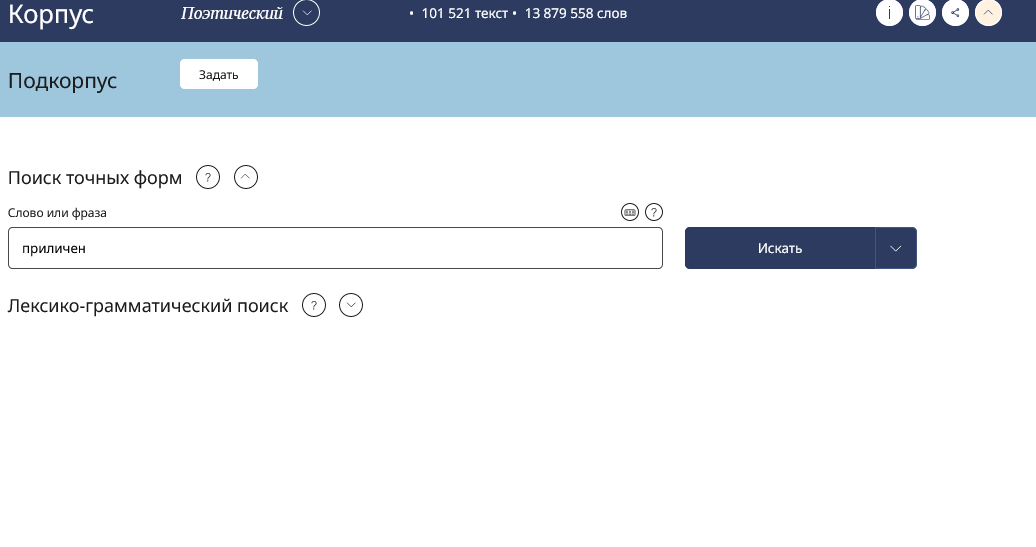 Корпус Поэтический • 101 521 текст • 13 879 558 слов i
Подкорпус Задать
Поиск точных форм ?
Слово или фраза ?
приличен Искать
Лексико-грамматический поиск ?